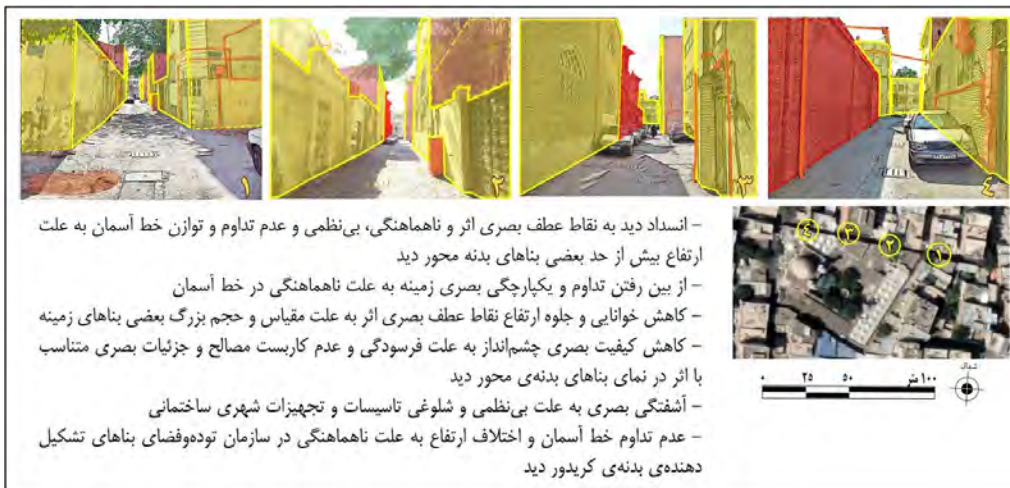 ۱
۲
۳
۴
- انسداد دید به نقاط عطف بصری اثر و ناهماهنگی، بی‌نظمی و عدم تداوم و توازن خط آسمان به علت
ارتفاع بیش از حد بعضی بناهای بدنه محور دید
- از بین رفتن تداوم و یکپارچگی بصری زمینه به علت ناهماهنگی در خط آسمان
- کاهش خوانایی و جلوه ارتفاع نقاط عطف بصری اثر به علت مقیاس و حجم بزرگ بعضی بناهای زمینه
- کاهش کیفیت بصری چشم‌انداز به علت فرسودگی و عدم کاربست مصالح و جزئیات بصری متناسب
با اثر در نمای بناهای بدنه‌ی محور دید
- آشفتگی بصری به علت بی‌نظمی و شلوغی تاسیسات و تجهیزات شهری ساختمانی
- عدم تداوم خط آسمان و اختلاف ارتفاع به علت ناهماهنگی در سازمان توده‌وفضای بناهای تشکیل
دهنده‌ی بدنه‌ی کریدور دید
۴ ۳ ۲ ۱
شمال
۰ ۲۵ ۵۰ ۱۰۰ متر